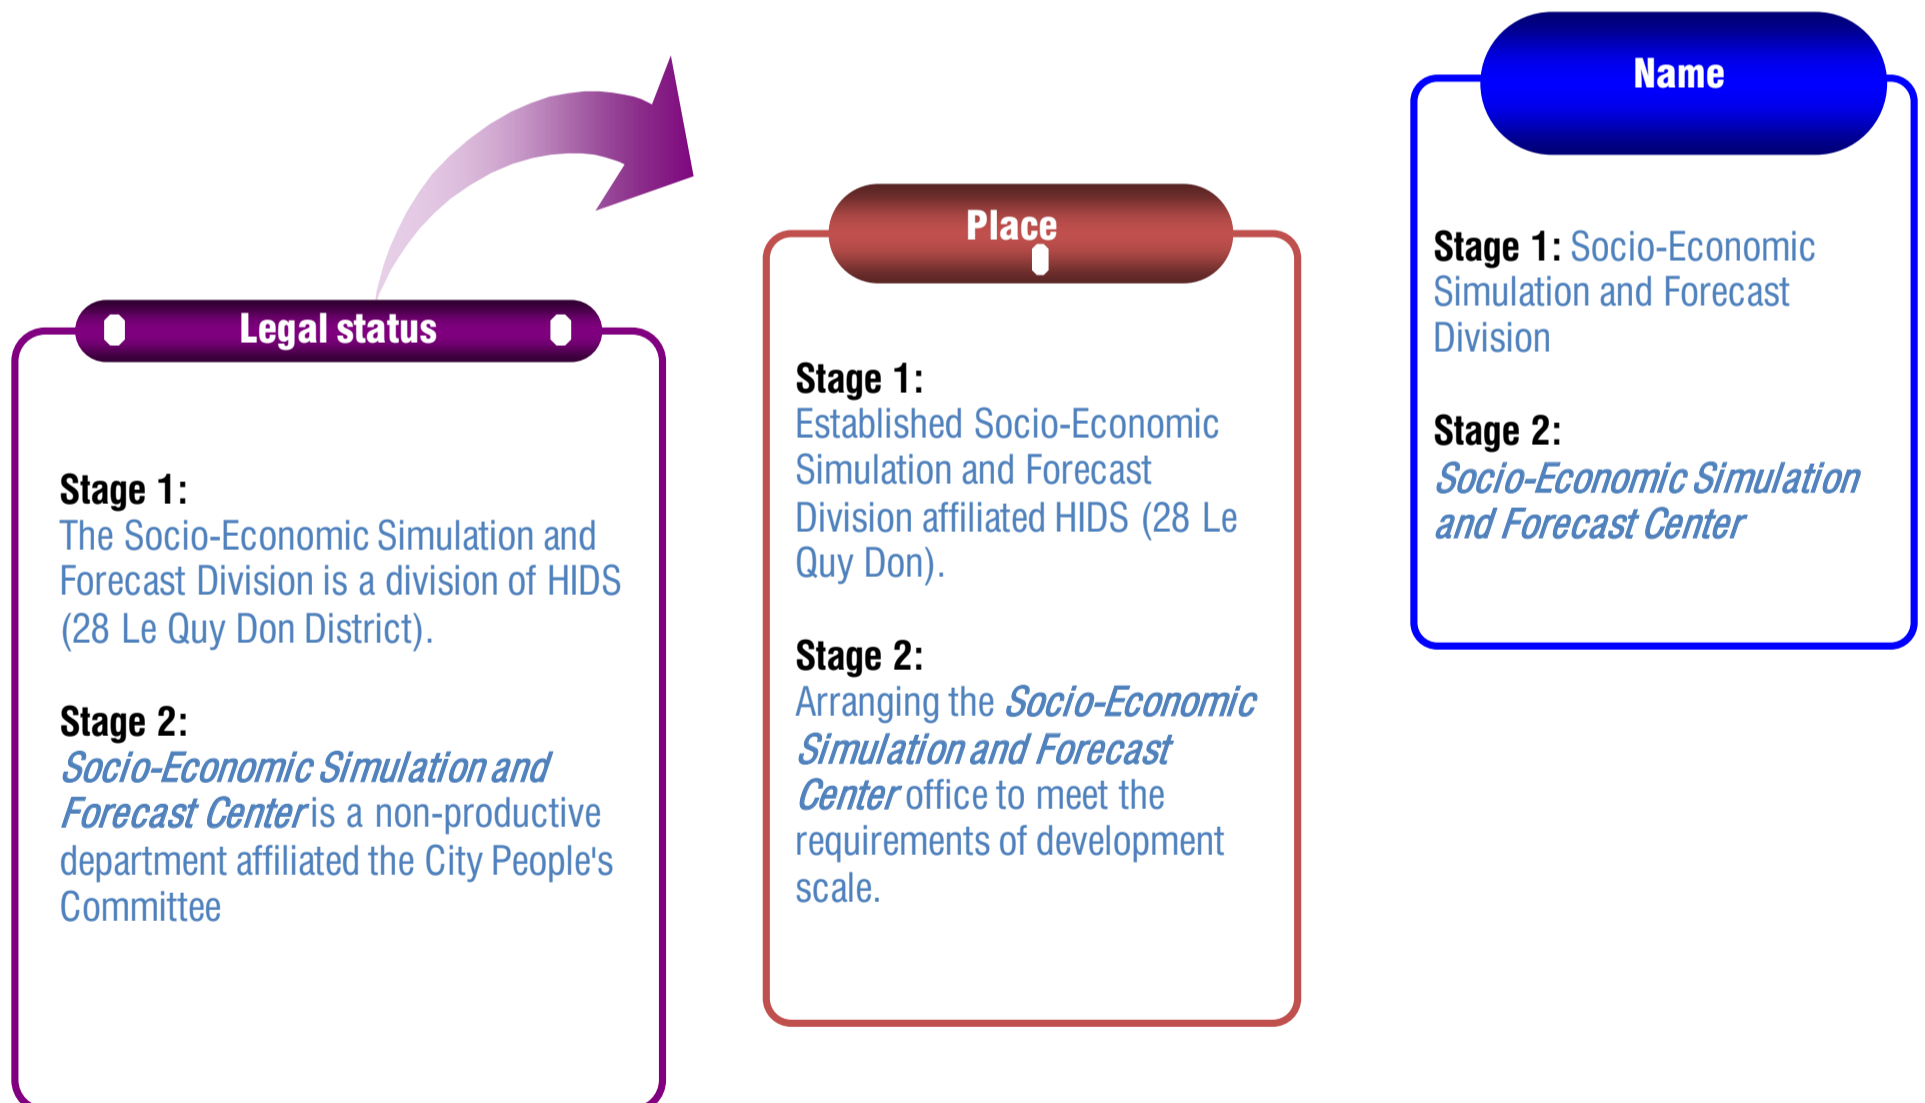 Legal status
Stage 1:
The Socio-Economic Simulation and
Forecast Division is a division of HIDS
(28 Le Quy Don District).
Stage 2:
Socio-Economic Simulation and
Forecast Center is a non-productive
department affiliated the City People's
Committee
Place
Stage 1:
Established Socio-Economic
Simulation and Forecast
Division affiliated HIDS (28 Le
Quy Don).
Stage 2:
Arranging the Socio-Economic
Simulation and Forecast
Center office to meet the
requirements of development
scale.
Name
Stage 1: Socio-Economic
Simulation and Forecast
Division
Stage 2:
Socio-Economic Simulation
and Forecast Center